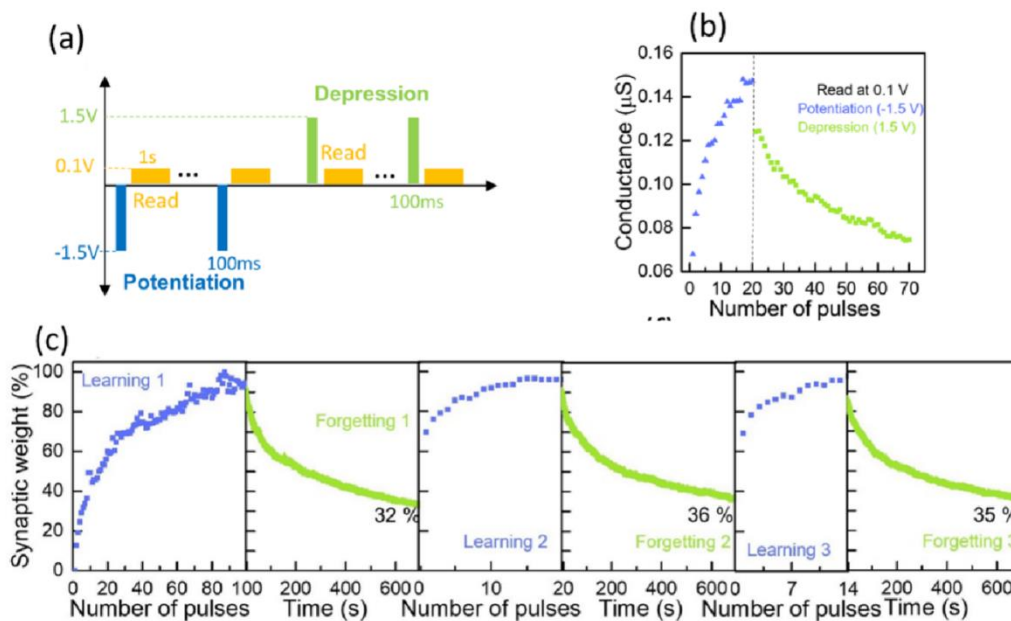 (a)
Depression
1.5V
0.1V
1s
...
Read
...
Read
100ms
-1.5V
100ms
Potentiation
(b)
Conductance (µS)
0.16
0.14
0.12
0.10
0.08
0.06
Read at 0.1 V
Potentiation (-1.5 V)
Depression (1.5 V)
0 10 20 30 40 50 60 70
Number of pulses
(c)
Synaptic weight (%)
100
80
60
40
20
0
Learning 1
Forgetting 1
32 %
Learning 2
36 %
Forgetting 2
Learning 3
35 %
Forgetting 3
0 20 40 60 80 100
200 400 600
0 10 20
200 400 600
0 7 14
200 400 600
Number of pulses
Time (s)
Number of pulses
Time (s)
Number of pulses
Time (s)